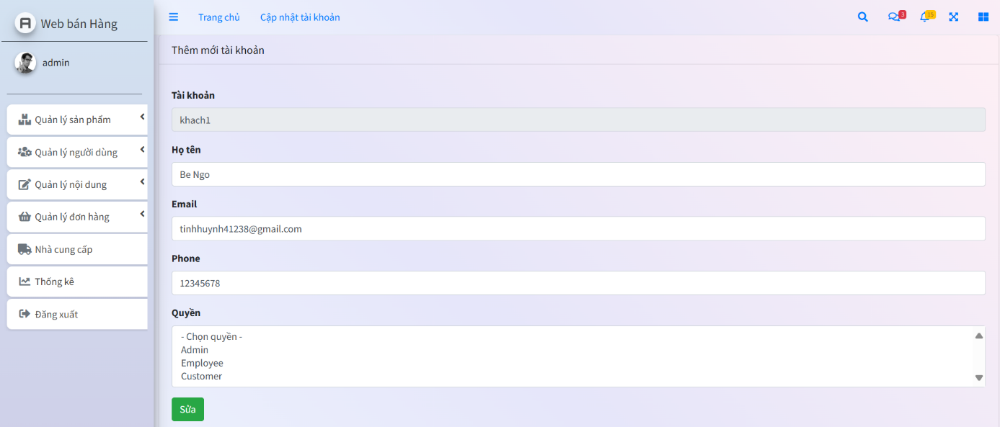 Web bán Hàng
admin
Quản lý sản phẩm
Quản lý người dùng
Quản lý nội dung
Quản lý đơn hàng
Nhà cung cấp
Thống kê
Đăng xuất
Trang chủ Cập nhật tài khoản 3 15
Thêm mới tài khoản
Tài khoản
khach1
Họ tên
Be Ngo
Email
tinhhuynh41238@gmail.com
Phone
12345678
Quyền
- Chọn quyền -
Admin
Employee
Customer
Sửa